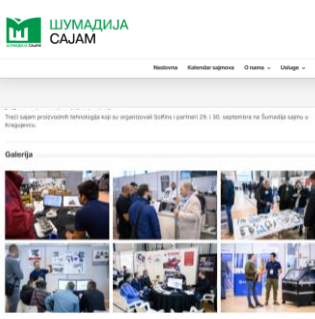 ШУМАДИЈА
САЈАМ
ШУМАДИЈА САЈАМ
Naslovna Kalendar sajmova O nama Usluge
Treći sajam proizvodnih tehnologija koji su organizovali Solfins i partneri 29. i 30. septembra na Šumadija sajmu u
Kragujevcu.
Galerija